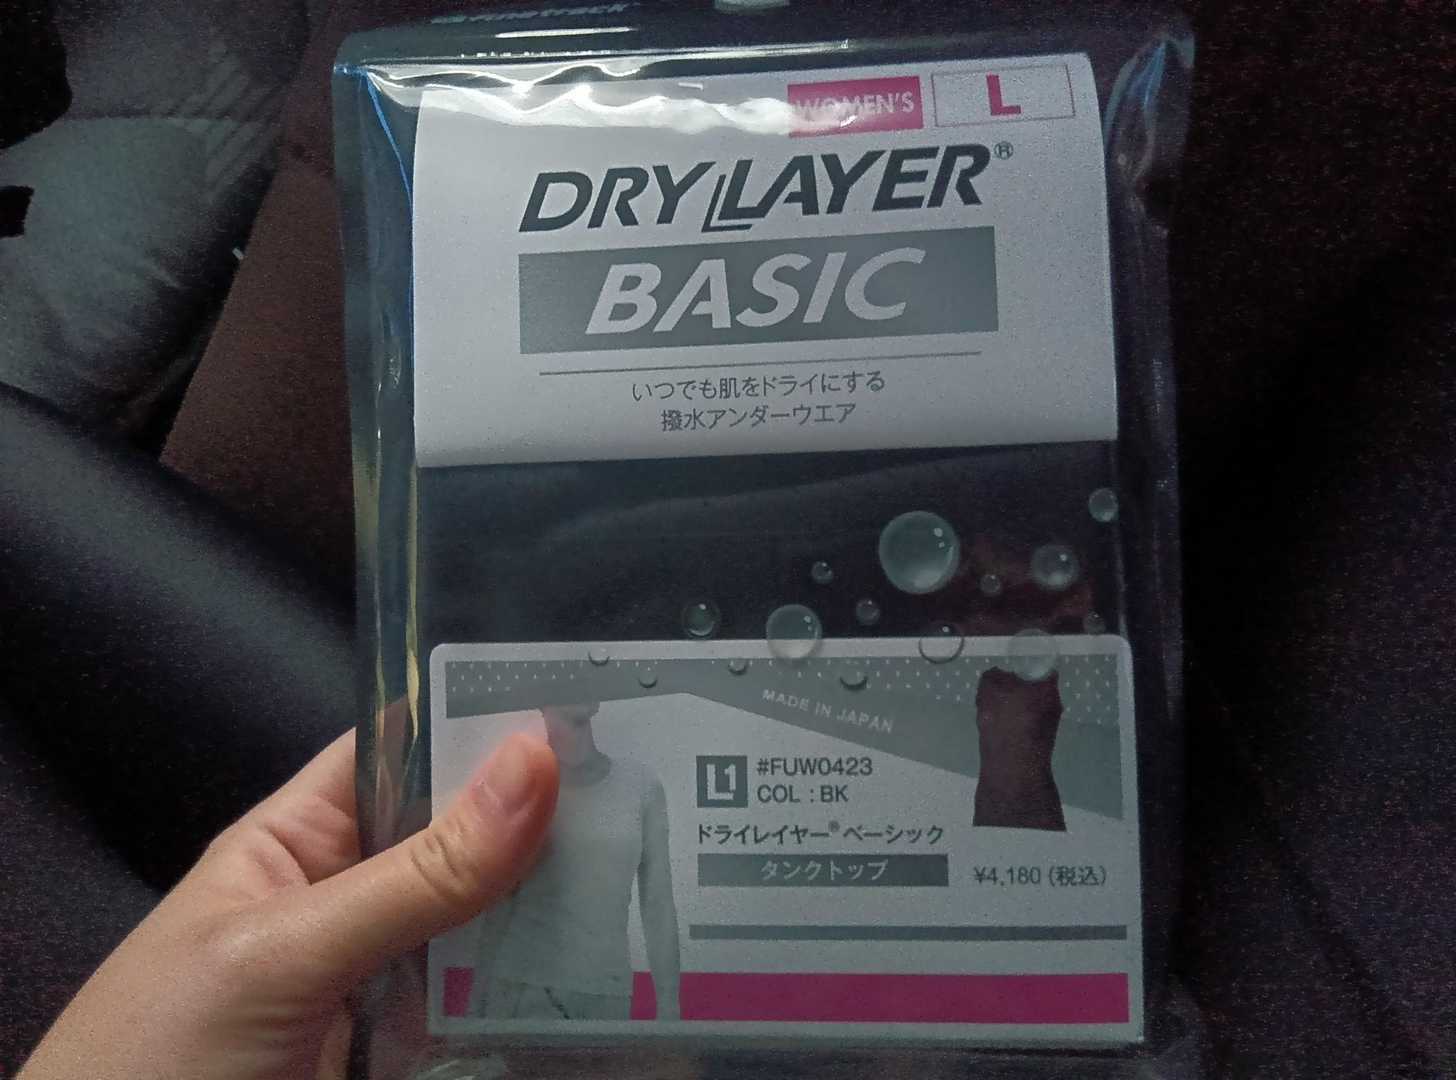 WOMEN'S
L
DRY LAYER®
BASIC
いつでも肌をドライにする
撥水アンダーウエア
MADE IN JAPAN
L1
#FUW0423
COL : BK
ドライレイヤー®ベーシック
タンクトップ
¥4,180 (税込)